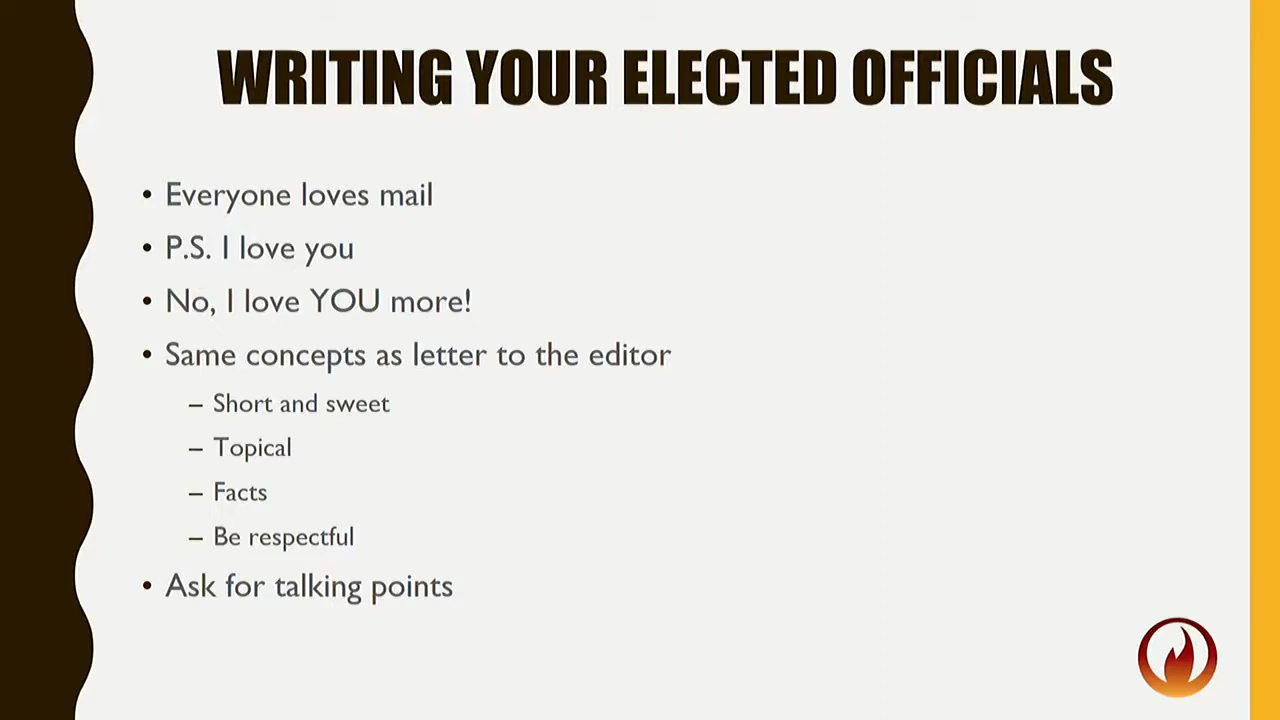 WRITING YOUR ELECTED OFFICIALS
• Everyone loves mail
• P.S. I love you
• No, I love YOU more!
• Same concepts as letter to the editor
– Short and sweet
– Topical
– Facts
– Be respectful
• Ask for talking points